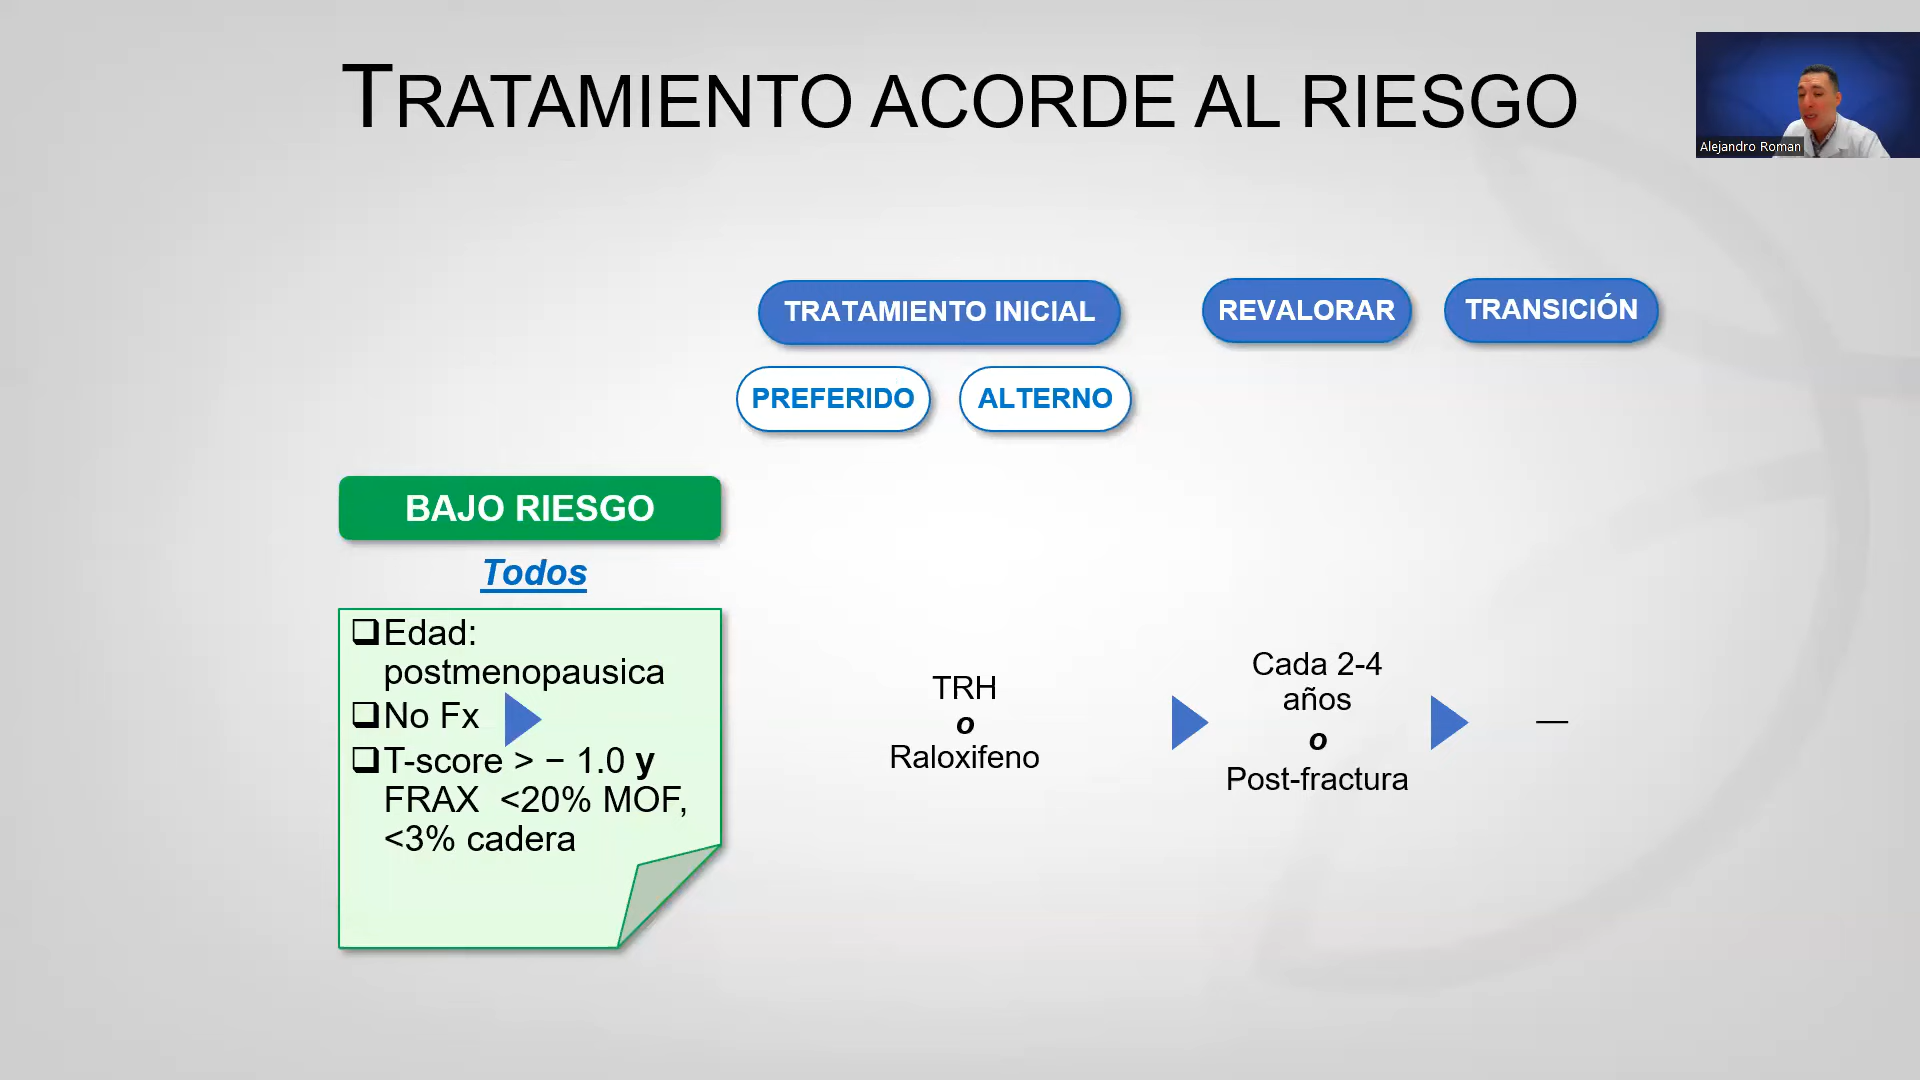 TRATAMIENTO ACORDE AL RIESGO
Alejandro Roman
TRATAMIENTO INICIAL
REVALORAR
TRANSICIÓN
PREFERIDO
ALTERNO
BAJO RIESGO
Todos
❑Edad:
postmenopausica
❑No Fx
❑T-score > − 1.0 y
FRAX <20% MOF,
<3% cadera
TRH
o
Raloxifeno
Cada 2-4
años
o
Post-fractura
—